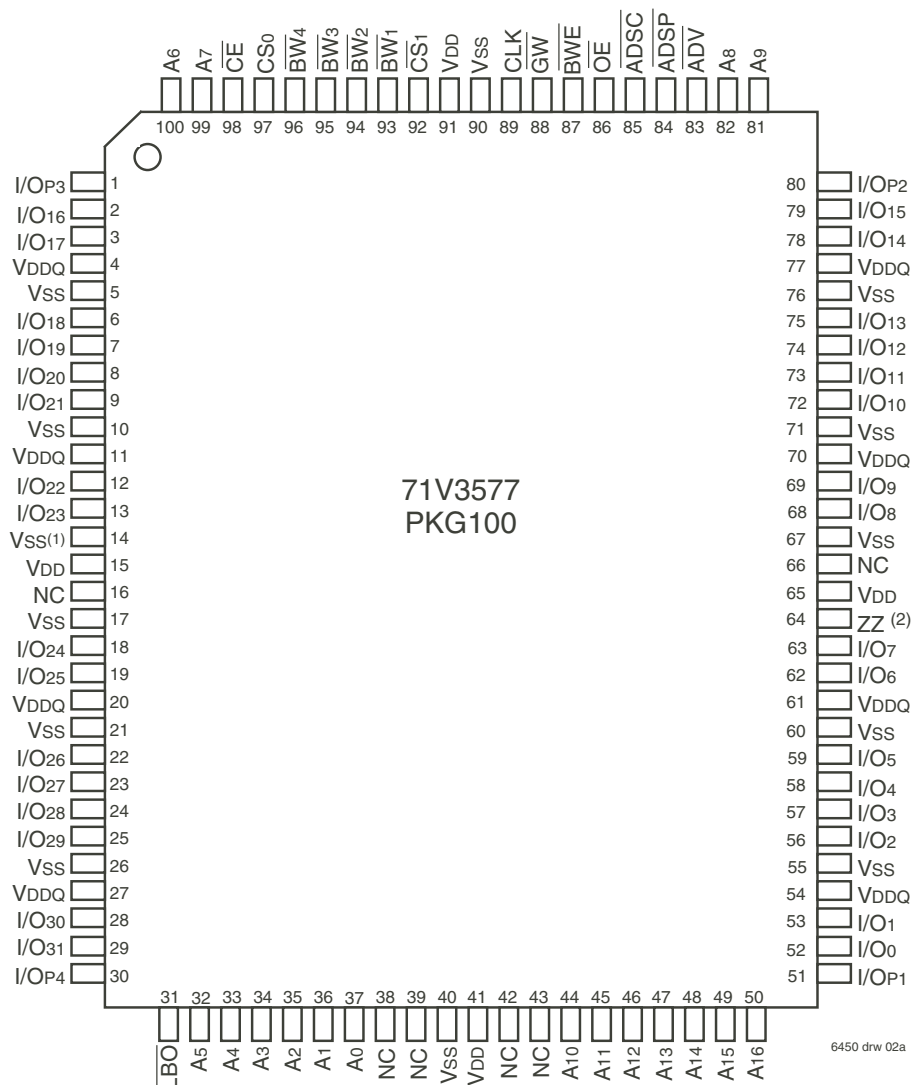 A6 A7 CE CS0 BW4 BW3 BW2 BW1 CS1 VDD VSS CLK GW BWE OE ADSC ADSP ADV A8 A9
100 99 98 97 96 95 94 93 92 91 90 89 88 87 86 85 84 83 82 81
I/OP3 1 80 I/OP2
I/O16 2 79 I/O15
I/O17 3 78 I/O14
VDDQ 4 77 VDDQ
VSS 5 76 VSS
I/O18 6 75 I/O13
I/O19 7 74 I/O12
I/O20 8 73 I/O11
I/O21 9 72 I/O10
VSS 10 71 VSS
VDDQ 11 70 VDDQ
I/O22 12 69 I/O9
71V3577
I/O23 13 68 I/O8
PKG100
VSS(1) 14 67 VSS
VDD 15 66 NC
NC 16 65 VDD
VSS 17 64 ZZ (2)
I/O24 18 63 I/O7
I/O25 19 62 I/O6
VDDQ 20 61 VDDQ
VSS 21 60 VSS
I/O26 22 59 I/O5
I/O27 23 58 I/O4
I/O28 24 57 I/O3
I/O29 25 56 I/O2
VSS 26 55 VSS
VDDQ 27 54 VDDQ
I/O30 28 53 I/O1
I/O31 29 52 I/O0
I/OP4 30 51 I/OP1
31 32 33 34 35 36 37 38 39 40 41 42 43 44 45 46 47 48 49 50
LBO A5 A4 A3 A2 A1 A0 NC NC VSS VDD NC NC A10 A11 A12 A13 A14 A15 A16
6450 drw 02a